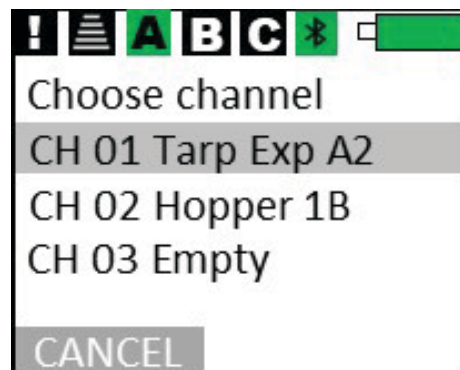 ! A B C
Choose channel
CH 01 Tarp Exp A2
CH 02 Hopper 1B
CH 03 Empty
CANCEL